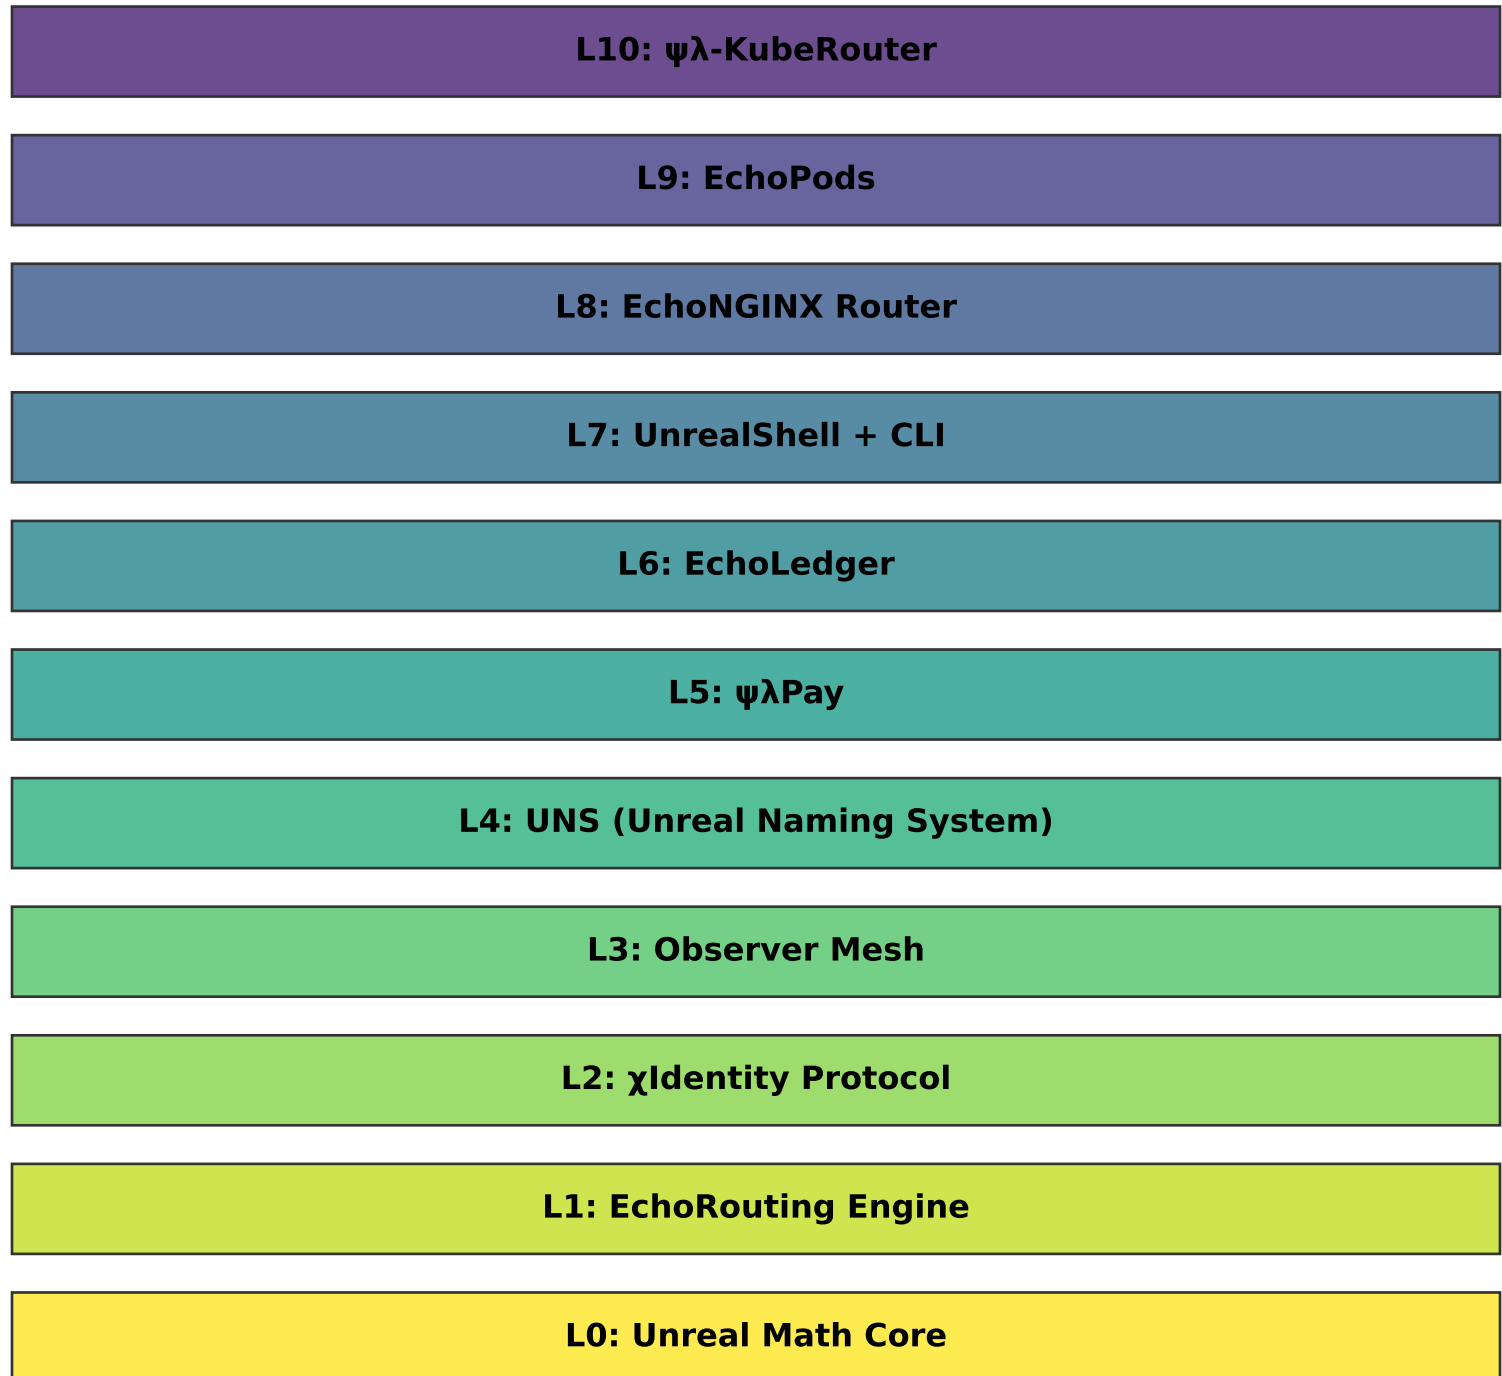 L10: ψλ-KubeRouter
L9: EchoPods
L8: EchoNGINX Router
L7: UnrealShell + CLI
L6: EchoLedger
L5: ψλPay
L4: UNS (Unreal Naming System)
L3: Observer Mesh
L2: χIdentity Protocol
L1: EchoRouting Engine
L0: Unreal Math Core